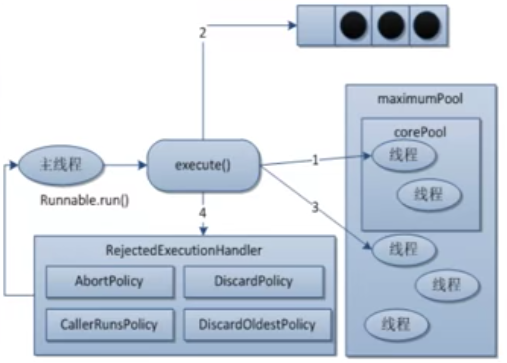 2
maximumPool
corePool
线程
线程
主线程
execute()
1
Runnable.run()
3
4
线程
线程
线程
RejectedExecutionHandler
AbortPolicy
DiscardPolicy
CallerRunsPolicy
DiscardOldestPolicy